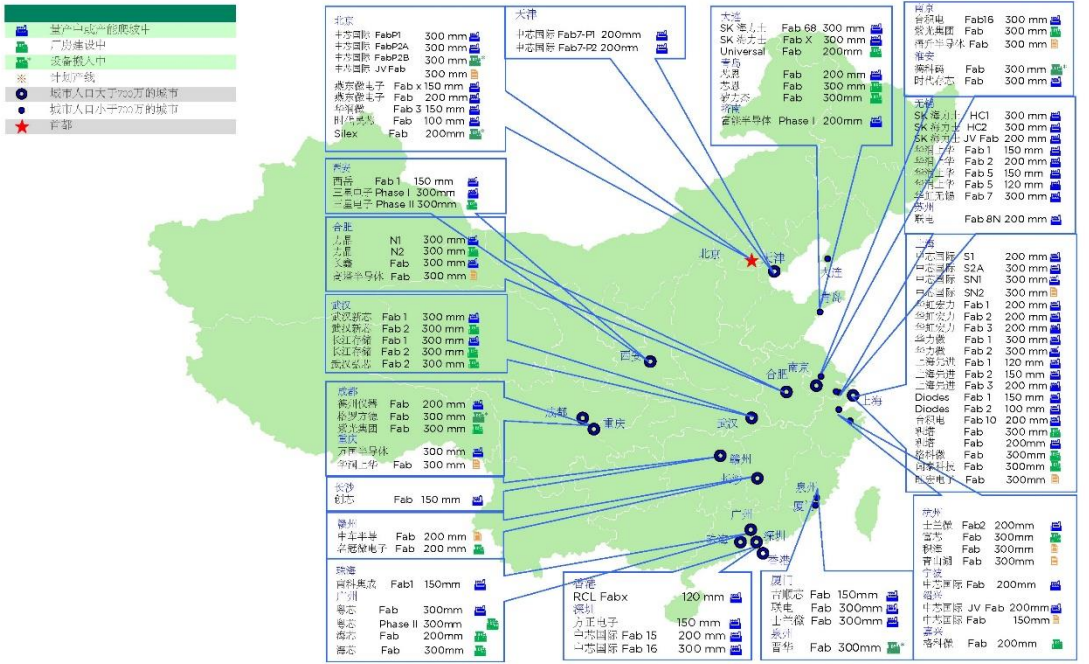 量产中或产能爬坡中
厂房建设中
设备搬入中
计划产线
城市人口大于700万的城市
城市人口小于700万的城市
首都
北京
中芯国际 FabP1 300 mm
中芯国际 FabP2A 300 mm
中芯国际 FabP2B 300 mm
中芯国际 JV Fab 300 mm
燕东微电子 Fab x 150 mm
燕东微电子 Fab 200 mm
Fab 3 150 mm
Fab 100 mm
Silex Fab 200mm
天津
中芯国际 Fab7-P1 200mm
中芯国际 Fab7-P2 200mm
大连
SK 海力士 Fab 68 300 mm
SK 海力士 Fab X 300 mm
Universal Fab 200mm
青岛
芯恩 Fab 200 mm
芯恩 Fab 300mm
Fab 300mm
济南
富能半导体 Phase I 200mm
南京
台积电 Fab16 300 mm
紫光集团 Fab 300 mm
Fab 300 mm
淮安
德科码 Fab 300 mm
时代芯芯 Fab 300 mm
无锡
SK 海力士 HC1 300 mm
SK 海力士 HC2 300 mm
SK 海力士 JV Fab 200 mm
华润上华 Fab 1 150 mm
华润上华 Fab 2 200 mm
华润上华 Fab 5 150 mm
华润上华 Fab 5 120 mm
华虹无锡 Fab 7 300 mm
苏州
联电 Fab 8N 200 mm
西安
西岳 Fab 1 150 mm
三星电子 Phase I 300mm
三星电子 Phase II 300mm
合肥
力晶 N1 300 mm
力晶 N2 300 mm
长鑫 Fab 300 mm
Fab 300 mm
武汉
武汉新芯 Fab 1 300 mm
武汉新芯 Fab 2 300 mm
长江存储 Fab 1 300 mm
长江存储 Fab 2 300 mm
武汉弘芯 Fab 2 300 mm
成都
德州仪器 Fab 200 mm
格罗方德 Fab 300 mm
紫光集团 Fab 300 mm
重庆
万国半导体 300 mm
华润上华 Fab 300 mm
长沙
创芯 Fab 150 mm
赣州
中车半导 Fab 200 mm
名冠微电子 Fab 200 mm
珠海
南科集成 Fab1 150mm
广州
粤芯 Fab 300mm
粤芯 Phase II 300mm
海芯 Fab 200mm
海芯 Fab 300mm
香港
RCL Fabx 120 mm
深圳
方正电子 150 mm
中芯国际 Fab 15 200 mm
中芯国际 Fab 16 300 mm
厦门
吉顺芯 Fab 150mm
联电 Fab 300mm
士兰微 Fab 300mm
泉州
晋华 Fab 300mm
上海
中芯国际 S1 200 mm
中芯国际 S2A 300 mm
中芯国际 SN1 300 mm
中芯国际 SN2 300 mm
华虹宏力 Fab 1 200 mm
华虹宏力 Fab 2 200 mm
华虹宏力 Fab 3 200 mm
华力微 Fab 1 300 mm
华力微 Fab 2 300 mm
上海先进 Fab 1 120 mm
上海先进 Fab 2 150 mm
上海先进 Fab 3 200 mm
Diodes Fab 1 150 mm
Diodes Fab 2 100 mm
台积电 Fab 10 200 mm
积塔 Fab 300 mm
积塔 Fab 200mm
格科微 Fab 300mm
闻泰科技 Fab 300mm
Fab 300mm
杭州
士兰微 Fab2 200mm
富芯 Fab 300mm
积海 Fab 300mm
青山湖 Fab 300mm
宁波
中芯国际 Fab 200mm
绍兴
中芯国际 JV Fab 200mm
中芯国际 Fab 150mm
嘉兴
格科微 Fab 200mm
北京
天津
大连
青岛
西安
合肥
南京
上海
成都
重庆
武汉
赣州
长沙
泉州
厦门
广州
珠海
深圳
香港